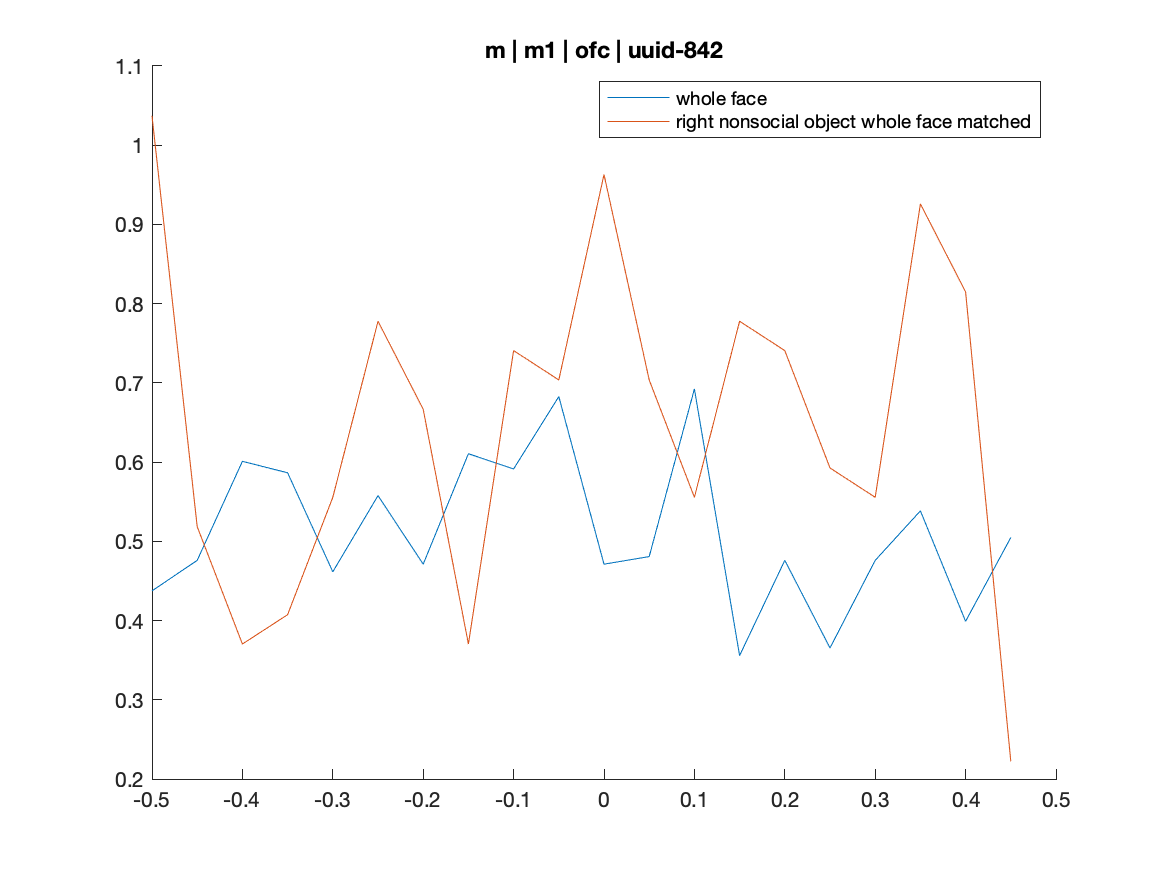 m | m1 | ofc | uuid-842
whole face
right nonsocial object whole face matched
1.1
1
0.9
0.8
0.7
0.6
0.5
0.4
0.3
0.2
-0.5 -0.4 -0.3 -0.2 -0.1 0 0.1 0.2 0.3 0.4 0.5